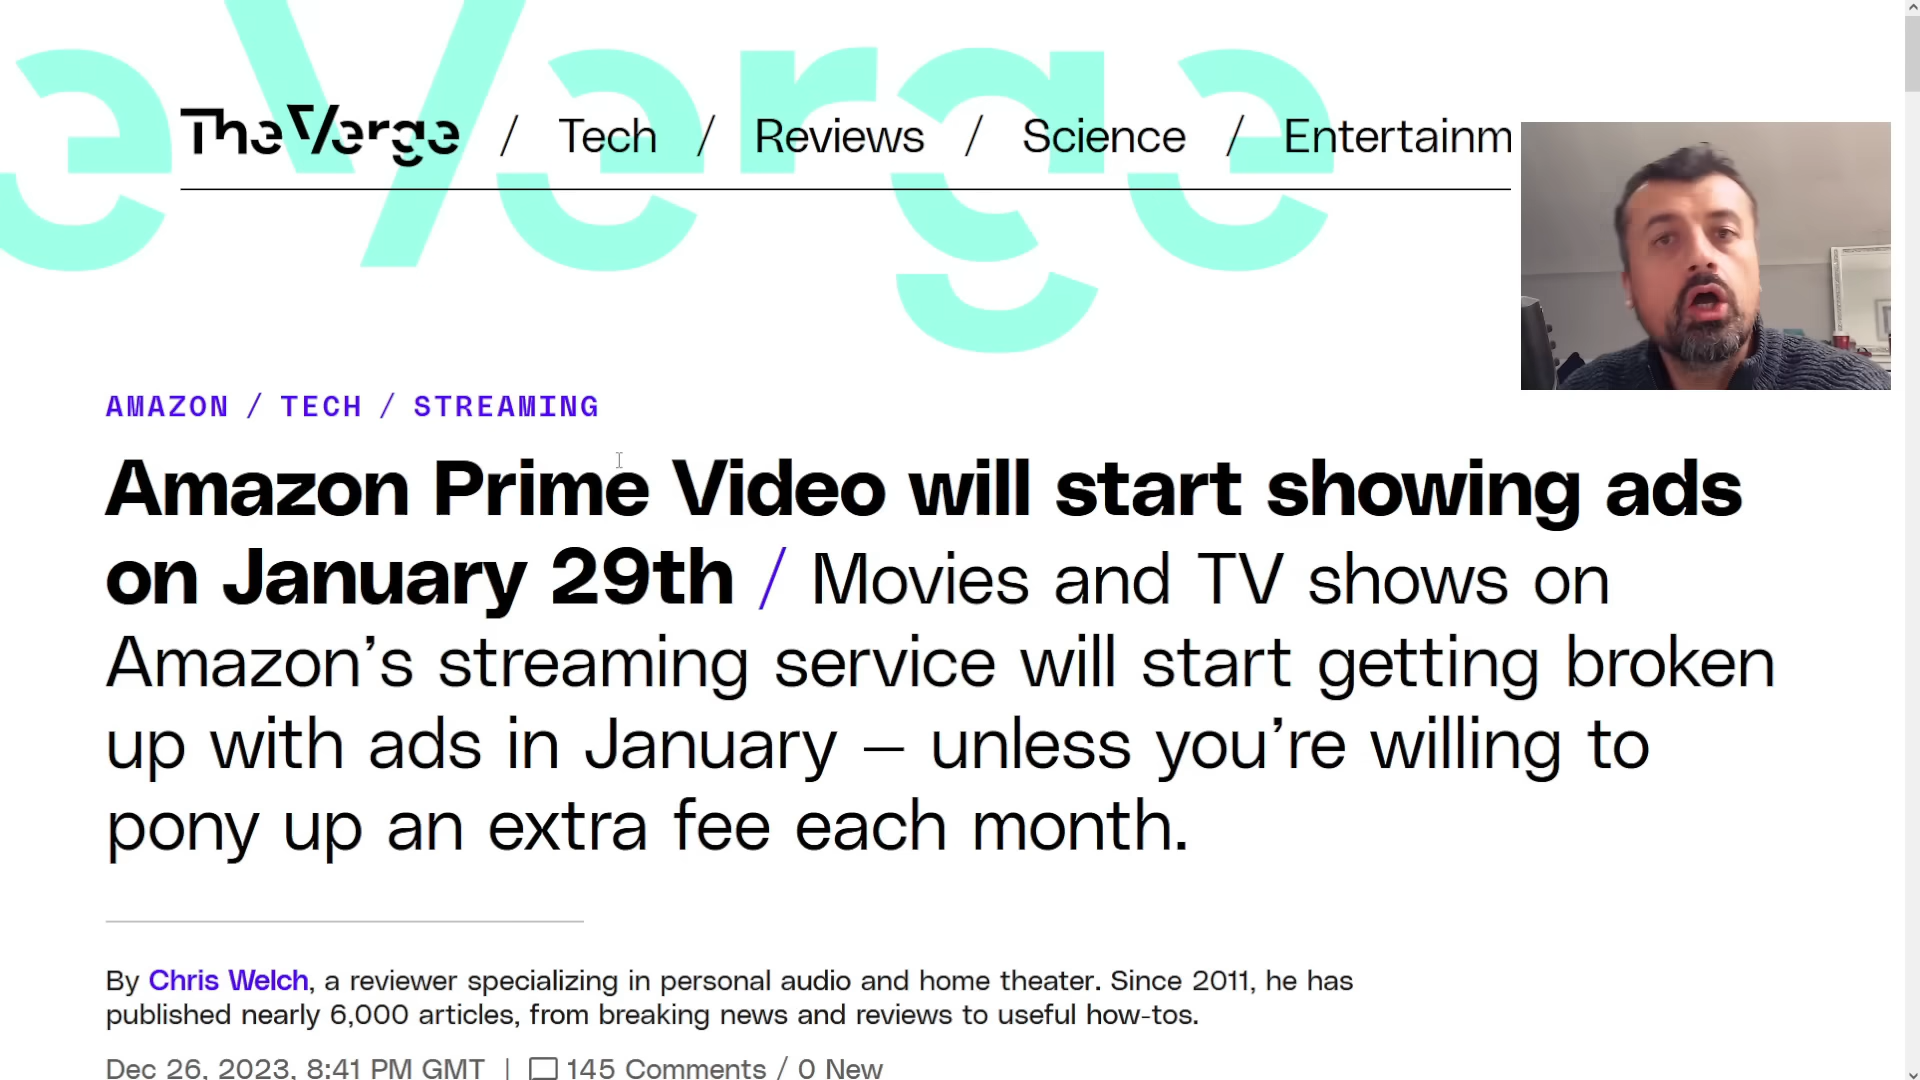 The Verge / Tech / Reviews / Science / Entertainm
AMAZON / TECH / STREAMING
Amazon Prime Video will start showing ads
on January 29th / Movies and TV shows on
Amazon’s streaming service will start getting broken
up with ads in January — unless you’re willing to
pony up an extra fee each month.
By Chris Welch, a reviewer specializing in personal audio and home theater. Since 2011, he has
published nearly 6,000 articles, from breaking news and reviews to useful how-tos.
Dec 26, 2023, 8:41 PM GMT | 145 Comments / 0 New